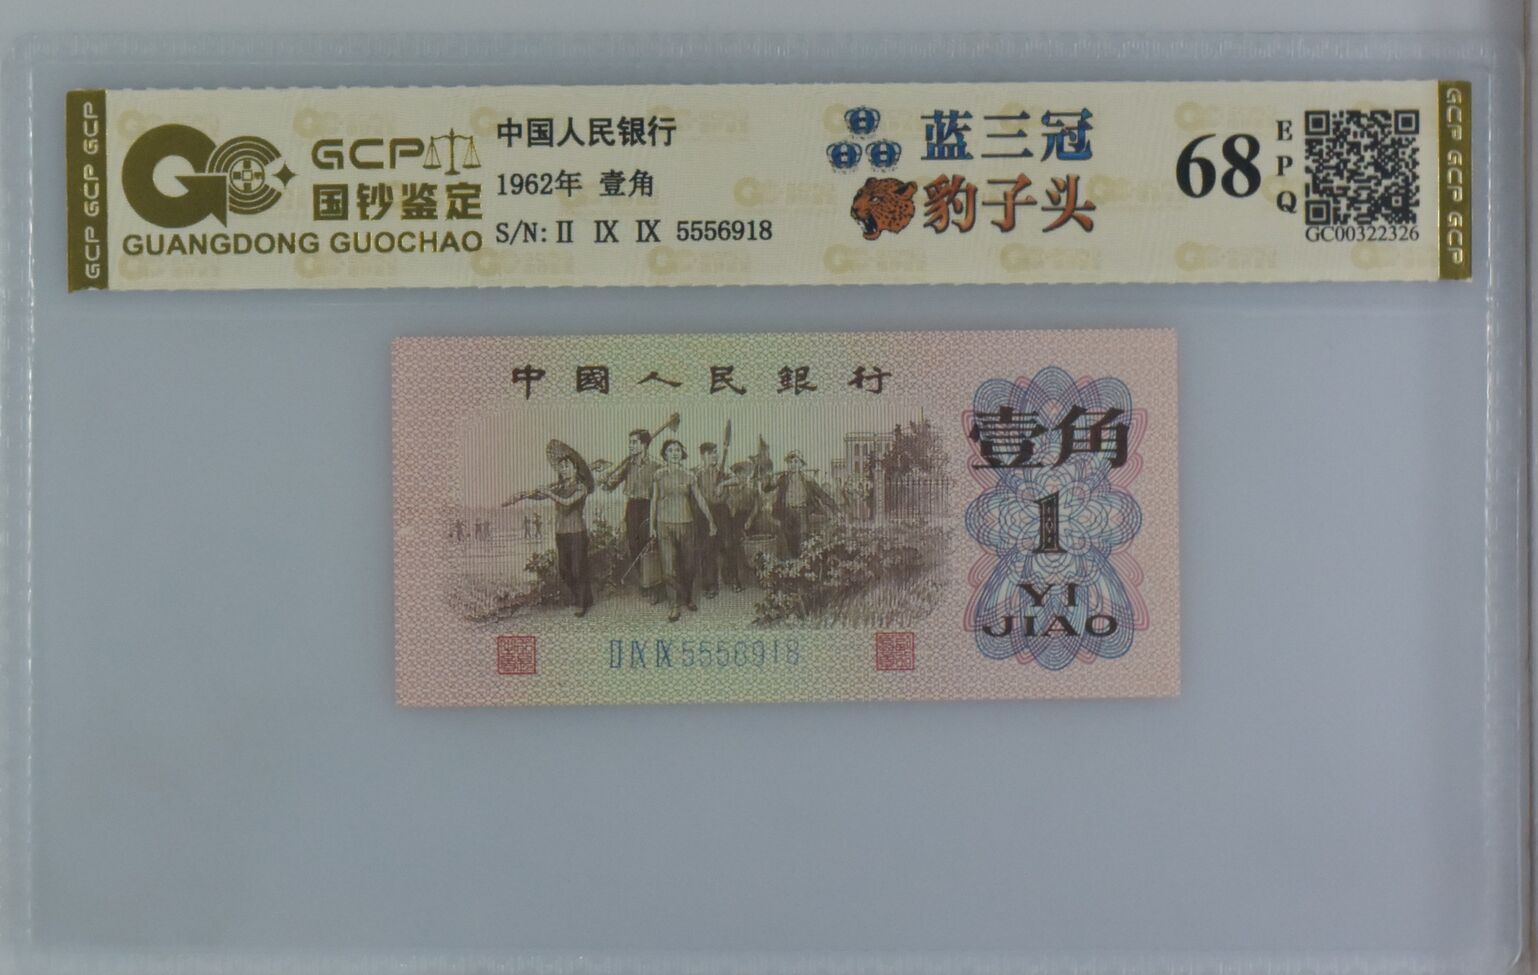 GCP GCP GCP
GCP
国钞鉴定
GUANGDONG GUOCHAO
中国人民银行
1962年 壹角
S/N: II IX IX 5556918
蓝三冠
豹子头
68
EPQ
GC00322326
GCP GCP GCP
中國人民銀行
壹角
1
YI
JIAO
II IX IX 5556918